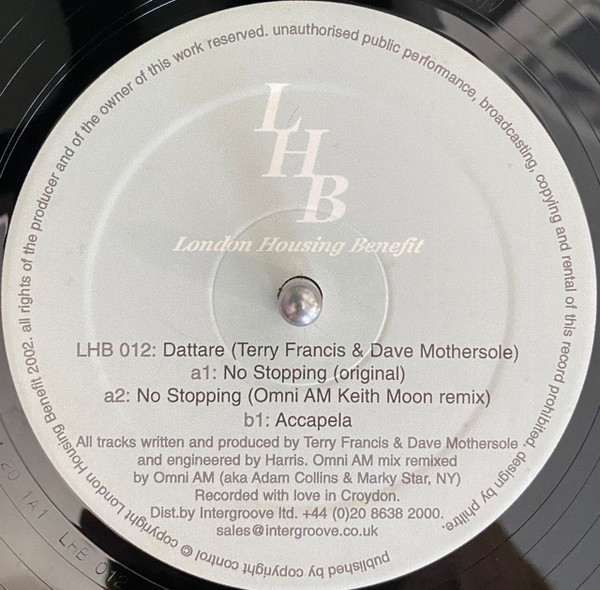 published by copyright control © copyright London Housing Benefit 2002. all rights of the producer and of the owner of this work reserved. unauthorised public performance, broadcasting, copying and rental of this record prohibited. design by philtre.
L
H
B
London Housing Benefit
LHB 012: Dattare (Terry Francis & Dave Mothersole)
a1: No Stopping (original)
a2: No Stopping (Omni AM Keith Moon remix)
b1: Accapela
All tracks written and produced by Terry Francis & Dave Mothersole
and engineered by Harris. Omni AM mix remixed
by Omni AM (aka Adam Collins & Marky Star, NY)
Recorded with love in Croydon.
Dist.by Intergroove ltd. +44 (0)20 8638 2000.
sales@intergroove.co.uk
LHB 012